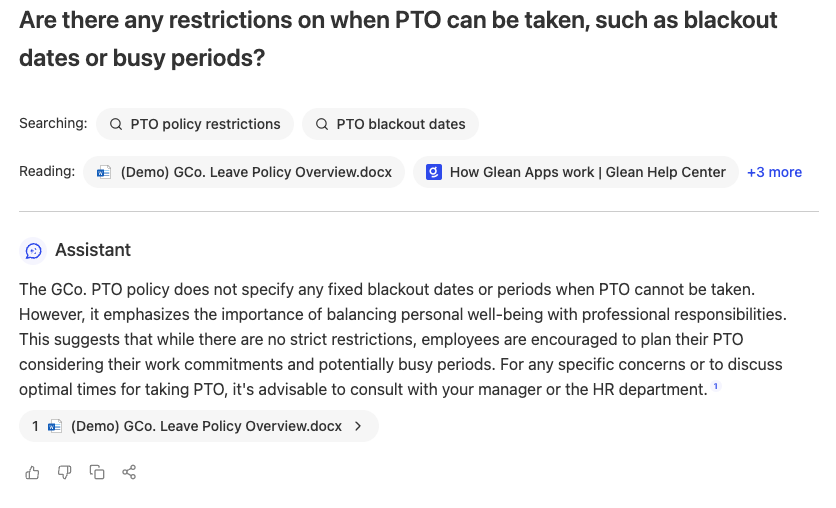 Are there any restrictions on when PTO can be taken, such as blackout
dates or busy periods?
Searching: PTO policy restrictions PTO blackout dates
Reading: (Demo) GCo. Leave Policy Overview.docx How Glean Apps work | Glean Help Center +3 more
Assistant
The GCo. PTO policy does not specify any fixed blackout dates or periods when PTO cannot be taken.
However, it emphasizes the importance of balancing personal well-being with professional responsibilities.
This suggests that while there are no strict restrictions, employees are encouraged to plan their PTO
considering their work commitments and potentially busy periods. For any specific concerns or to discuss
optimal times for taking PTO, it's advisable to consult with your manager or the HR department. 1
1 (Demo) GCo. Leave Policy Overview.docx